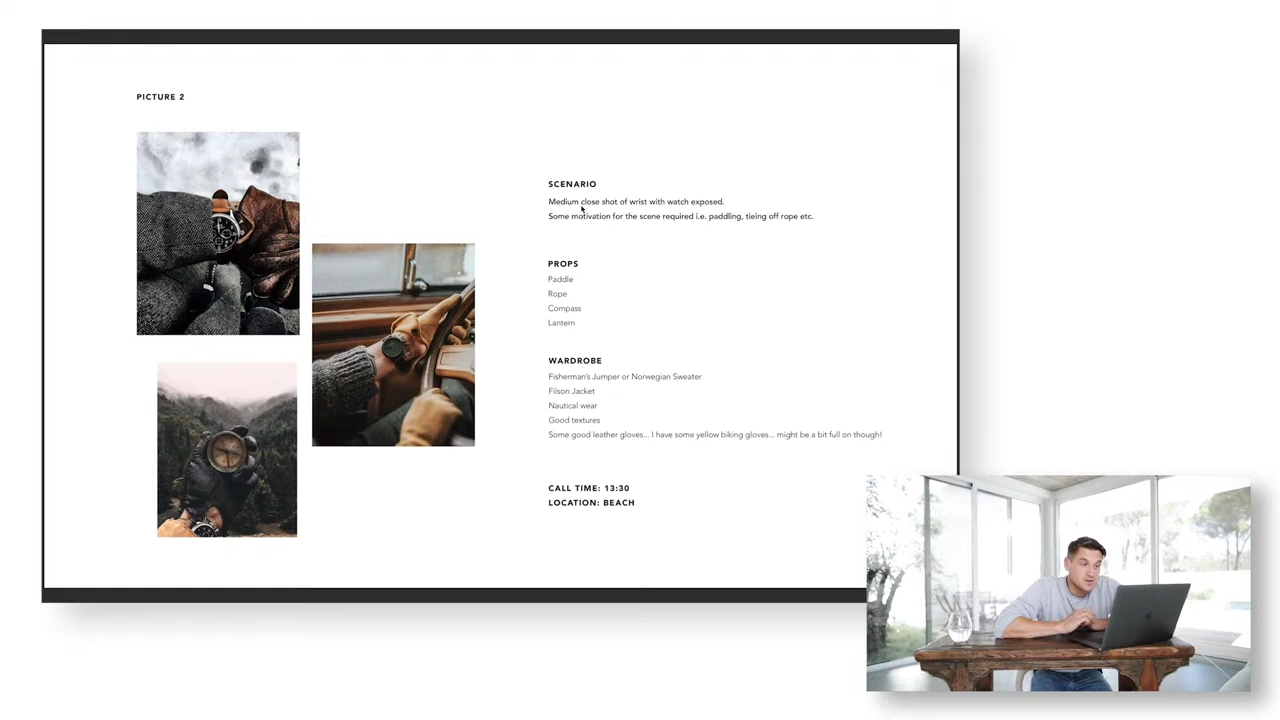 PICTURE 2
SCENARIO
Medium close shot of wrist with watch exposed.
Some motivation for the scene required i.e. paddling, tieing off rope etc.
PROPS
Paddle
Rope
Compass
Lantern
WARDROBE
Fisherman's Jumper or Norwegian Sweater
Filson Jacket
Nautical wear
Good textures
Some good leather gloves... I have some yellow biking gloves... might be a bit full on though!
CALL TIME: 13:30
LOCATION: BEACH